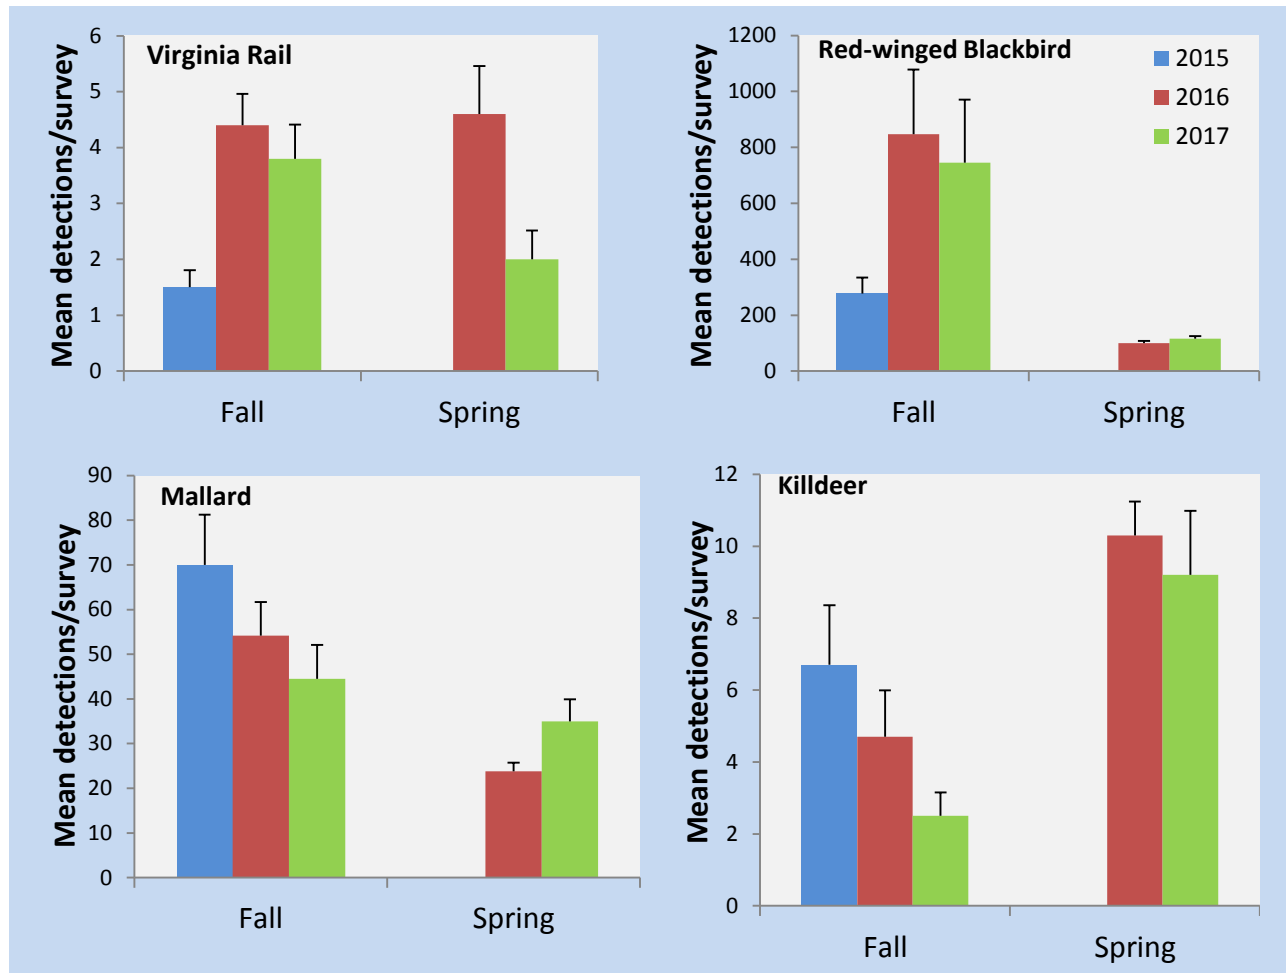 Virginia Rail
Mean detections/survey
6
5
4
3
2
1
0
Fall Spring
Red-winged Blackbird
Mean detections/survey
1200
1000
800
600
400
200
0
2015
2016
2017
Fall Spring
Mallard
Mean detections/survey
90
80
70
60
50
40
30
20
10
0
Fall Spring
Killdeer
Mean detections/survey
12
10
8
6
4
2
0
Fall Spring